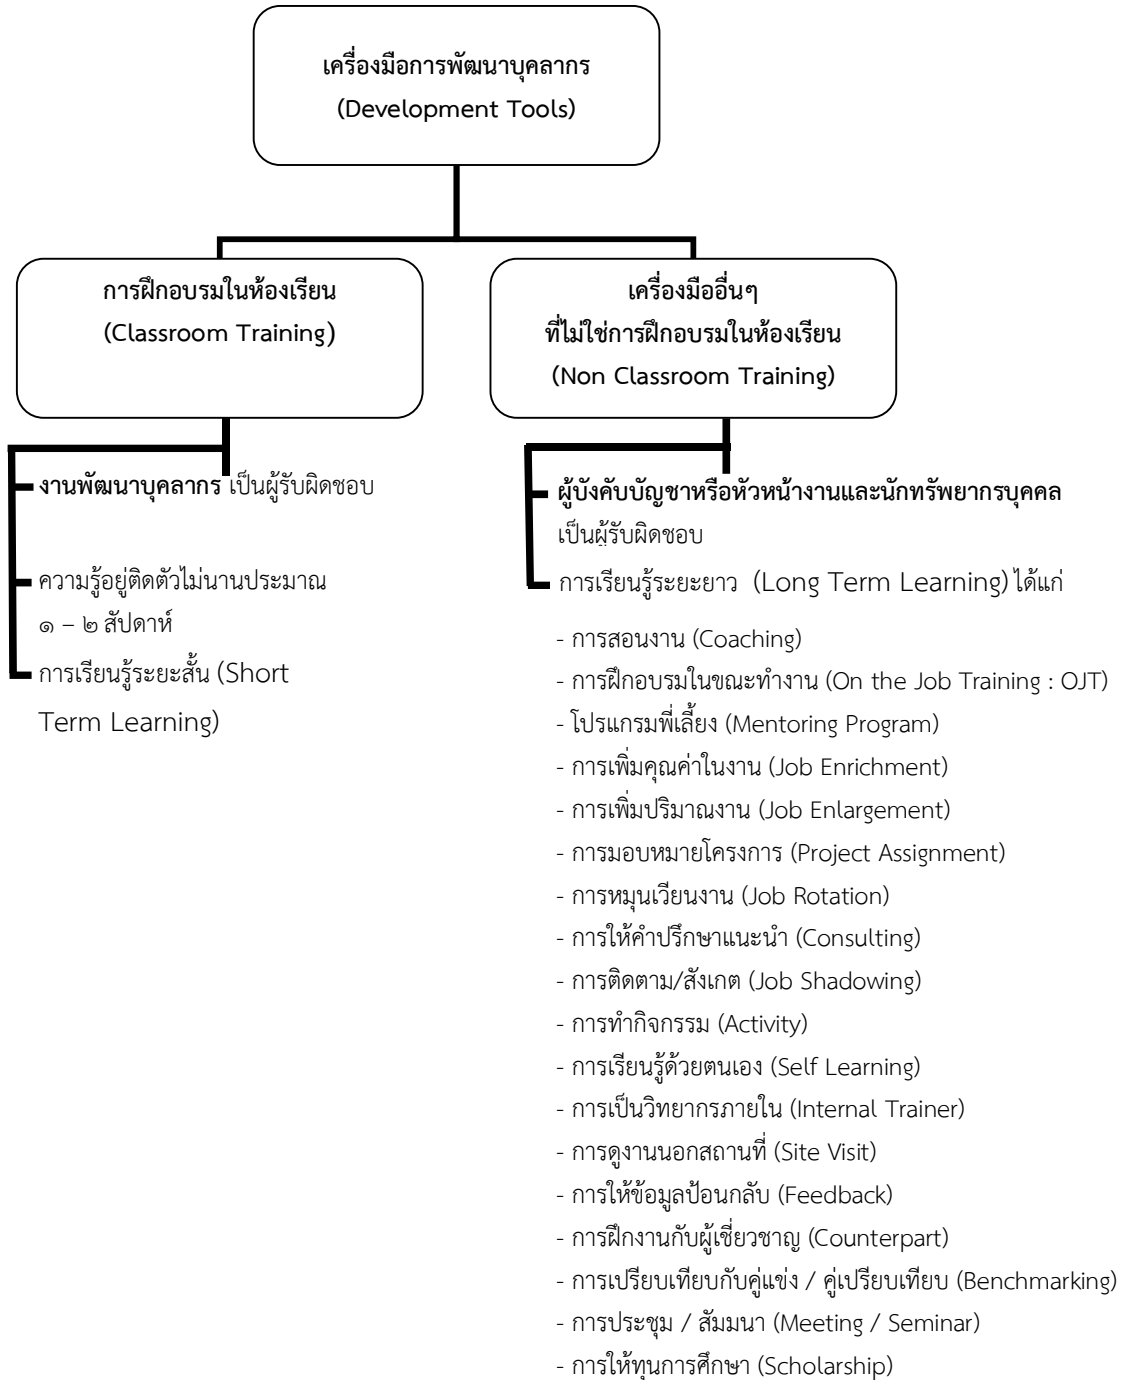 เครื่องมือการพัฒนาบุคลากร
(Development Tools)
การฝึกอบรมในห้องเรียน
(Classroom Training)
เครื่องมืออื่นๆ
ที่ไม่ใช่การฝึกอบรมในห้องเรียน
(Non Classroom Training)
งานพัฒนาบุคลากร เป็นผู้รับผิดชอบ
ความรู้อยู่ติดตัวไม่นานประมาณ
๑ – ๒ สัปดาห์
การเรียนรู้ระยะสั้น (Short
Term Learning)
ผู้บังคับบัญชาหรือหัวหน้างานและนักทรัพยากรบุคคล
เป็นผู้รับผิดชอบ
การเรียนรู้ระยะยาว (Long Term Learning) ได้แก่
- การสอนงาน (Coaching)
- การฝึกอบรมในขณะทำงาน (On the Job Training : OJT)
- โปรแกรมพี่เลี้ยง (Mentoring Program)
- การเพิ่มคุณค่าในงาน (Job Enrichment)
- การเพิ่มปริมาณงาน (Job Enlargement)
- การมอบหมายโครงการ (Project Assignment)
- การหมุนเวียนงาน (Job Rotation)
- การให้คำปรึกษาแนะนำ (Consulting)
- การติดตาม/สังเกต (Job Shadowing)
- การทำกิจกรรม (Activity)
- การเรียนรู้ด้วยตนเอง (Self Learning)
- การเป็นวิทยากรภายใน (Internal Trainer)
- การดูงานนอกสถานที่ (Site Visit)
- การให้ข้อมูลป้อนกลับ (Feedback)
- การฝึกงานกับผู้เชี่ยวชาญ (Counterpart)
- การเปรียบเทียบกับคู่แข่ง / คู่เปรียบเทียบ (Benchmarking)
- การประชุม / สัมมนา (Meeting / Seminar)
- การให้ทุนการศึกษา (Scholarship)